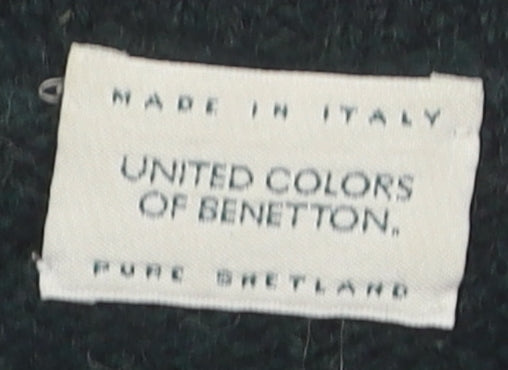 MADE IN ITALY
UNITED COLORS
OF BENETTON.
PURE SHETLAND